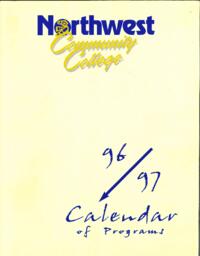 Northwest
Community
College
96/
97
Calendar
of Programs